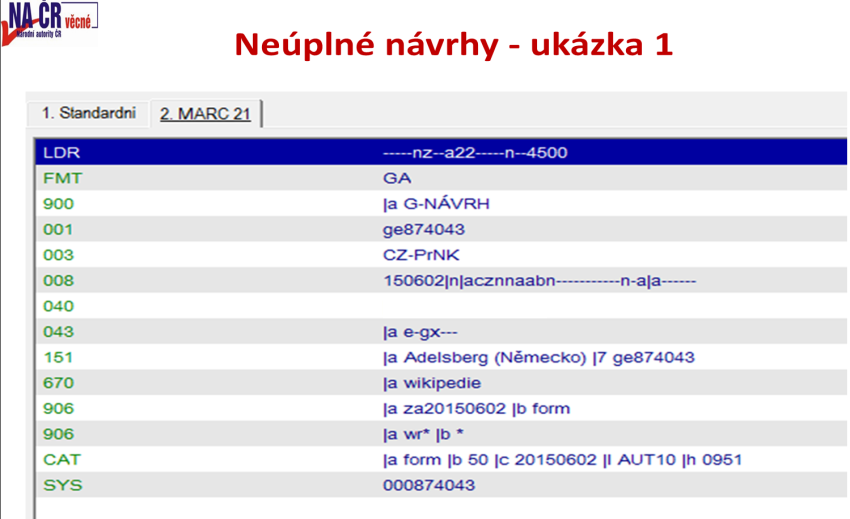 NA ČR věcné
Národní autority ČR
Neúplné návrhy - ukázka 1
1. Standardni 2. MARC 21
LDR -----nz--a22-----n--4500
FMT GA
900 |a G-NÁVRH
001 ge874043
003 CZ-PrNK
008 150602|n|acznnaabn-----------n-a|a------
040
043 |a e-gx---
151 |a Adelsberg (Německo) |7 ge874043
670 |a wikipedie
906 |a za20150602 |b form
906 |a wr* |b *
CAT |a form |b 50 |c 20150602 |l AUT10 |h 0951
SYS 000874043